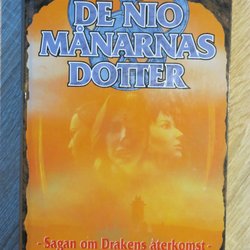 DE NIO
MÅNARNAS
DOTTER
- Sagan om Drakens återkomst -